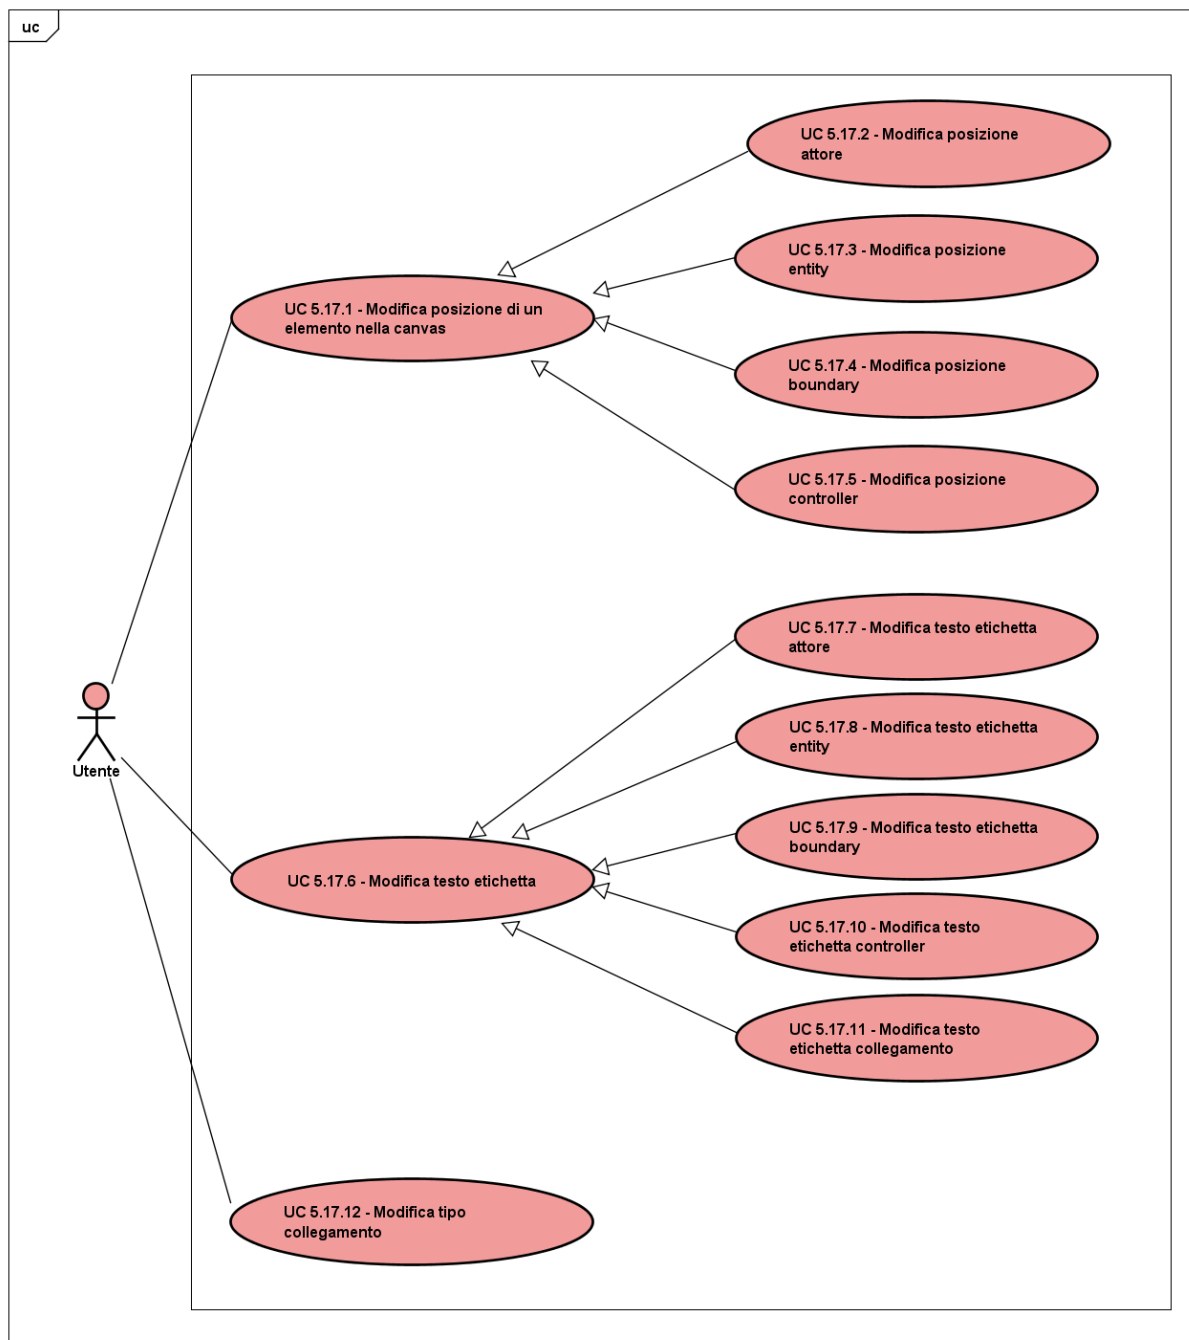 uc
UC 5.17.2 - Modifica posizione
attore
UC 5.17.3 - Modifica posizione
entity
UC 5.17.1 - Modifica posizione di un
elemento nella canvas
UC 5.17.4 - Modifica posizione
boundary
UC 5.17.5 - Modifica posizione
controller
UC 5.17.7 - Modifica testo etichetta
attore
UC 5.17.8 - Modifica testo etichetta
entity
Utente
UC 5.17.9 - Modifica testo etichetta
boundary
UC 5.17.6 - Modifica testo etichetta
UC 5.17.10 - Modifica testo
etichetta controller
UC 5.17.11 - Modifica testo
etichetta collegamento
UC 5.17.12 - Modifica tipo
collegamento